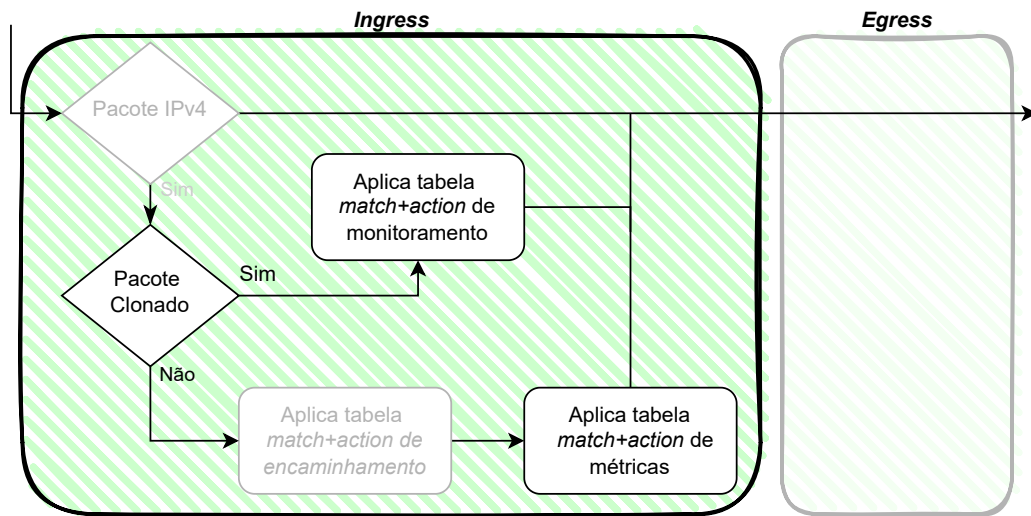 Ingress
Egress
Pacote IPv4
Sim
Aplica tabela
match+action de
monitoramento
Pacote
Clonado
Sim
Não
Aplica tabela
match+action de
encaminhamento
Aplica tabela
match+action de
métricas